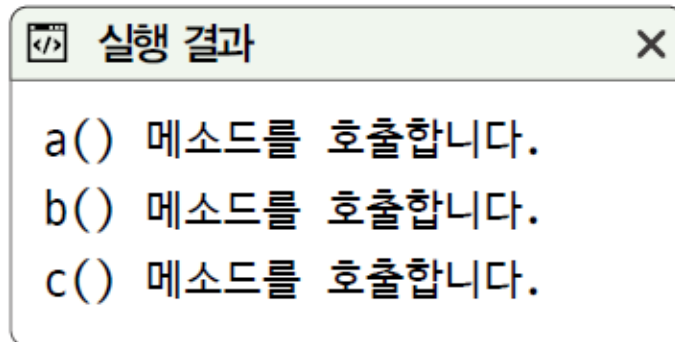 실행 결과
a() 메소드를 호출합니다.
b() 메소드를 호출합니다.
c() 메소드를 호출합니다.